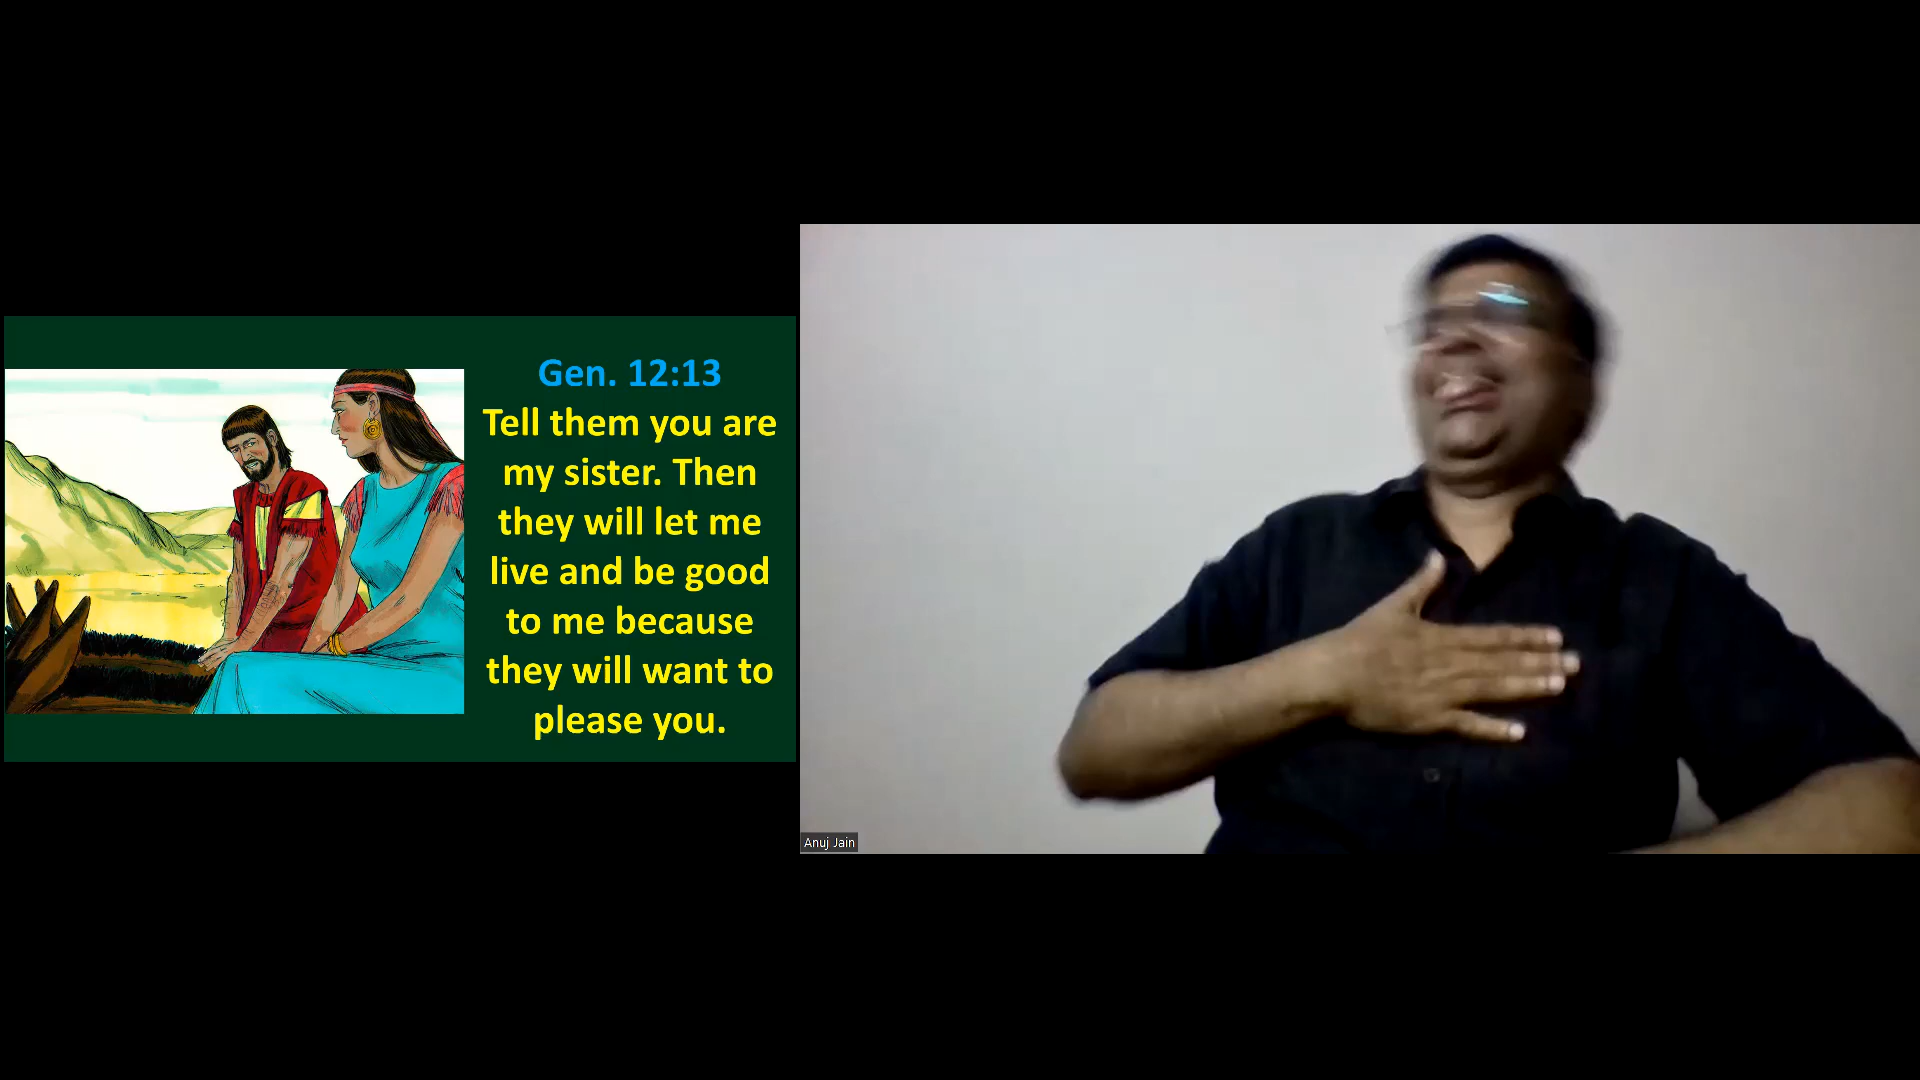 Gen. 12:13
Tell them you are
my sister. Then
they will let me
live and be good
to me because
they will want to
please you.
Anuj Jain